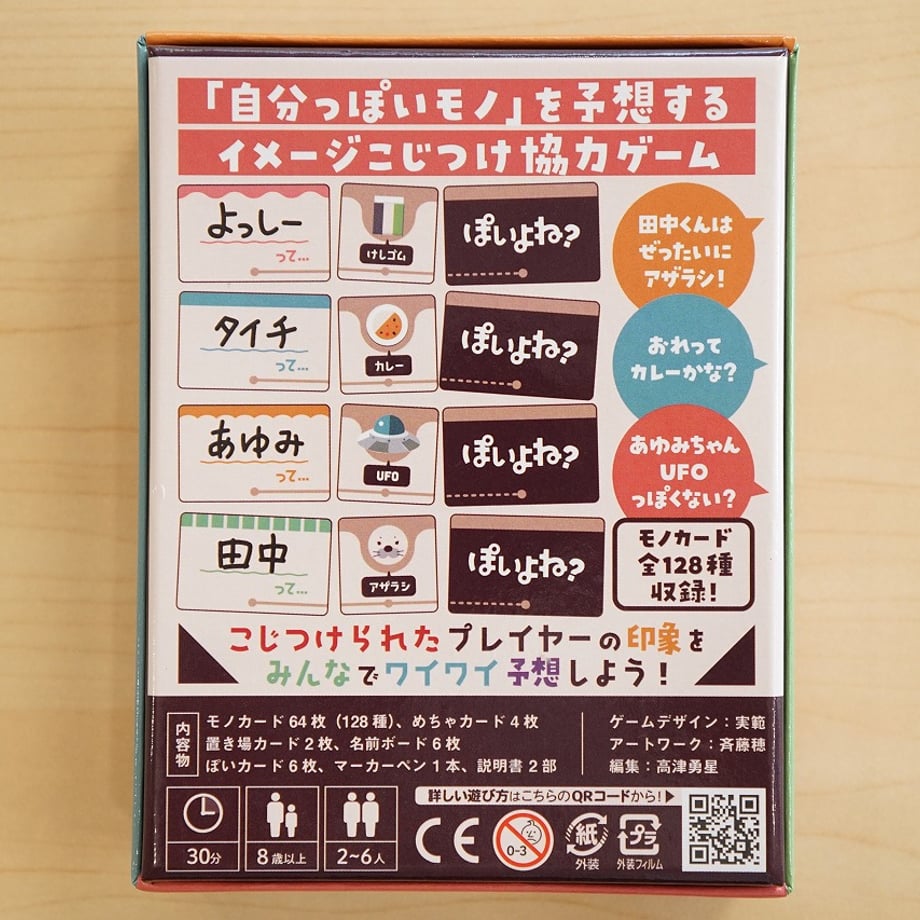 「自分っぽいモノ」を予想する
イメージこじつけ協力ゲーム
よっしー
って…
けしゴム
ぽいよね?
田中くんは
ぜったいに
アザラシ!
タイチ
って…
カレー
ぽいよね?
おれって
カレーかな?
あゆみ
って…
UFO
ぽいよね?
あゆみちゃん
UFO
っぽくない?
田中
って…
アザラシ
ぽいよね?
モノカード
全128種
収録!
こじつけられたプレイヤーの印象を
みんなでワイワイ予想しよう!
内容物
モノカード64枚(128種)、めちゃカード4枚
置き場カード2枚、名前ボード6枚
ぽいカード6枚、マーカーペン1本、説明書2部
ゲームデザイン:実範
アートワーク:斉藤穂
編集:高津勇星
30分
8歳以上
2~6人
詳しい遊び方はこちらのQRコードから!▶
CE
0-3
紙
外装
プラ
外装フィルム